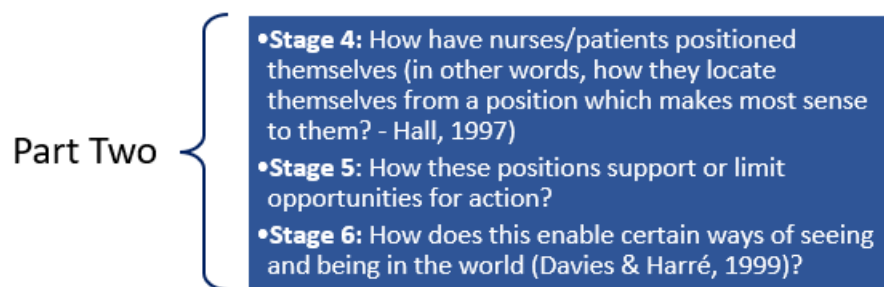 Part Two
•Stage 4: How have nurses/patients positioned
themselves (in other words, how they locate
themselves from a position which makes most sense
to them? - Hall, 1997)
•Stage 5: How these positions support or limit
opportunities for action?
•Stage 6: How does this enable certain ways of seeing
and being in the world (Davies & Harré, 1999)?